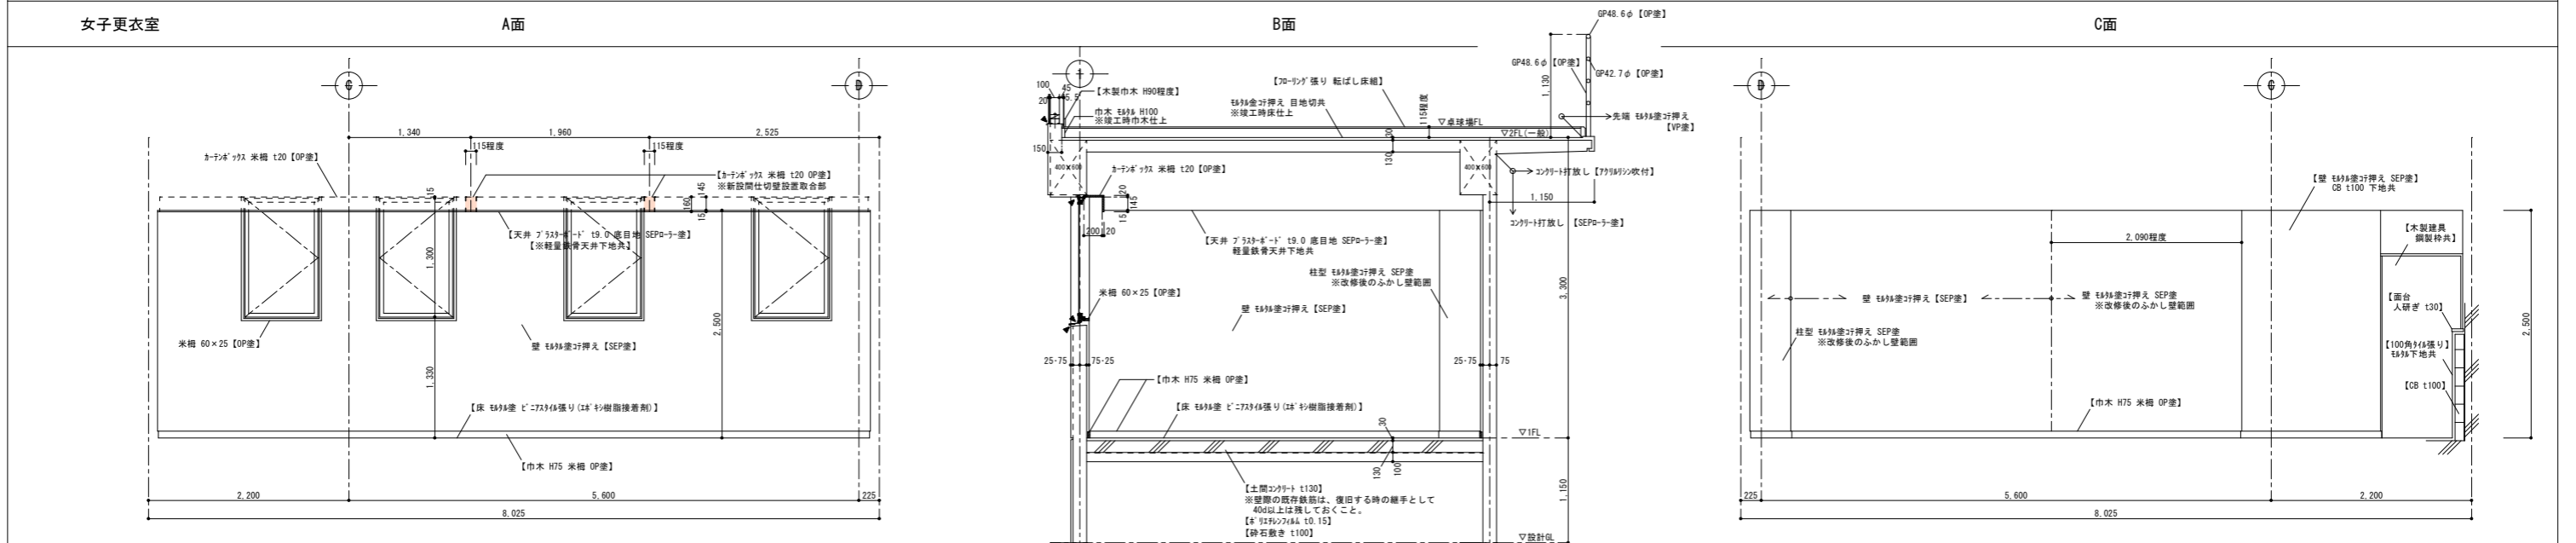 女子更衣室
A面
B面
C面
G
D
1,340
1,960
2,525
115程度
115程度
カーテンボックス 米栂 t20【OP塗】
【カーテンボックス 米栂 t20 OP塗】
※新設間仕切壁設置取合部
15
145
160
15
【天井 プラスターボード t9.0 底目地 SEPローラー塗】
【※軽量鉄骨天井下地共】
1,300
2,500
1,330
米栂 60×25【OP塗】
壁 モルタル塗コテ押え【SEP塗】
【床 モルタル塗 ビニアスタイル張り(エポキシ樹脂接着剤)】
【巾木 H75 米栂 OP塗】
2,200
5,600
225
8,025
GP48.6φ【OP塗】
GP48.6φ【OP塗】
GP42.7φ【OP塗】
1,130
100
45
20
【木製巾木 H90程度】
巾木 モルタル H100
※竣工時巾木仕上
【フローリング張り 転ばし床組】
モルタル金コテ押え 目地切共
※竣工時床仕上
115程度
▽卓球場FL
▽2FL(一般)
先端 モルタル塗コテ押え
【VP塗】
150
30
130
400×600
400×600
カーテンボックス 米栂 t20【OP塗】
コンクリート打放し【アクリルリシン吹付】
1,150
コンクリート打放し 【SEPローラー塗】
20
145
15
200
20
【天井 プラスターボード t9.0 底目地 SEPローラー塗】
軽量鉄骨天井下地共
柱型 モルタル塗コテ押え SEP塗
※改修後のふかし壁範囲
米栂 60×25【OP塗】
壁 モルタル塗コテ押え【SEP塗】
3,300
25-75
75-25
25-75
75
【巾木 H75 米栂 OP塗】
【床 モルタル塗 ビニアスタイル張り(エポキシ樹脂接着剤)】
30
▽1FL
130
100
【土間コンクリート t130】
※壁際の既存鉄筋は、復旧する時の継手として
40d以上は残しておくこと。
【ポリエチレンフィルム t0.15】
【砕石敷き t100】
1,150
▽設計GL
D
G
【壁 モルタル塗コテ押え SEP塗】
CB t100 下地共
2,090程度
【木製建具
鋼製枠共】
壁 モルタル塗コテ押え【SEP塗】
壁 モルタル塗コテ押え SEP塗
※改修後のふかし壁範囲
柱型 モルタル塗コテ押え SEP塗
※改修後のふかし壁範囲
【面台
人研ぎ t30】
2,500
【100角タイル張り】
モルタル下地共
【CB t100】
【巾木 H75 米栂 OP塗】
225
5,600
2,200
8,025